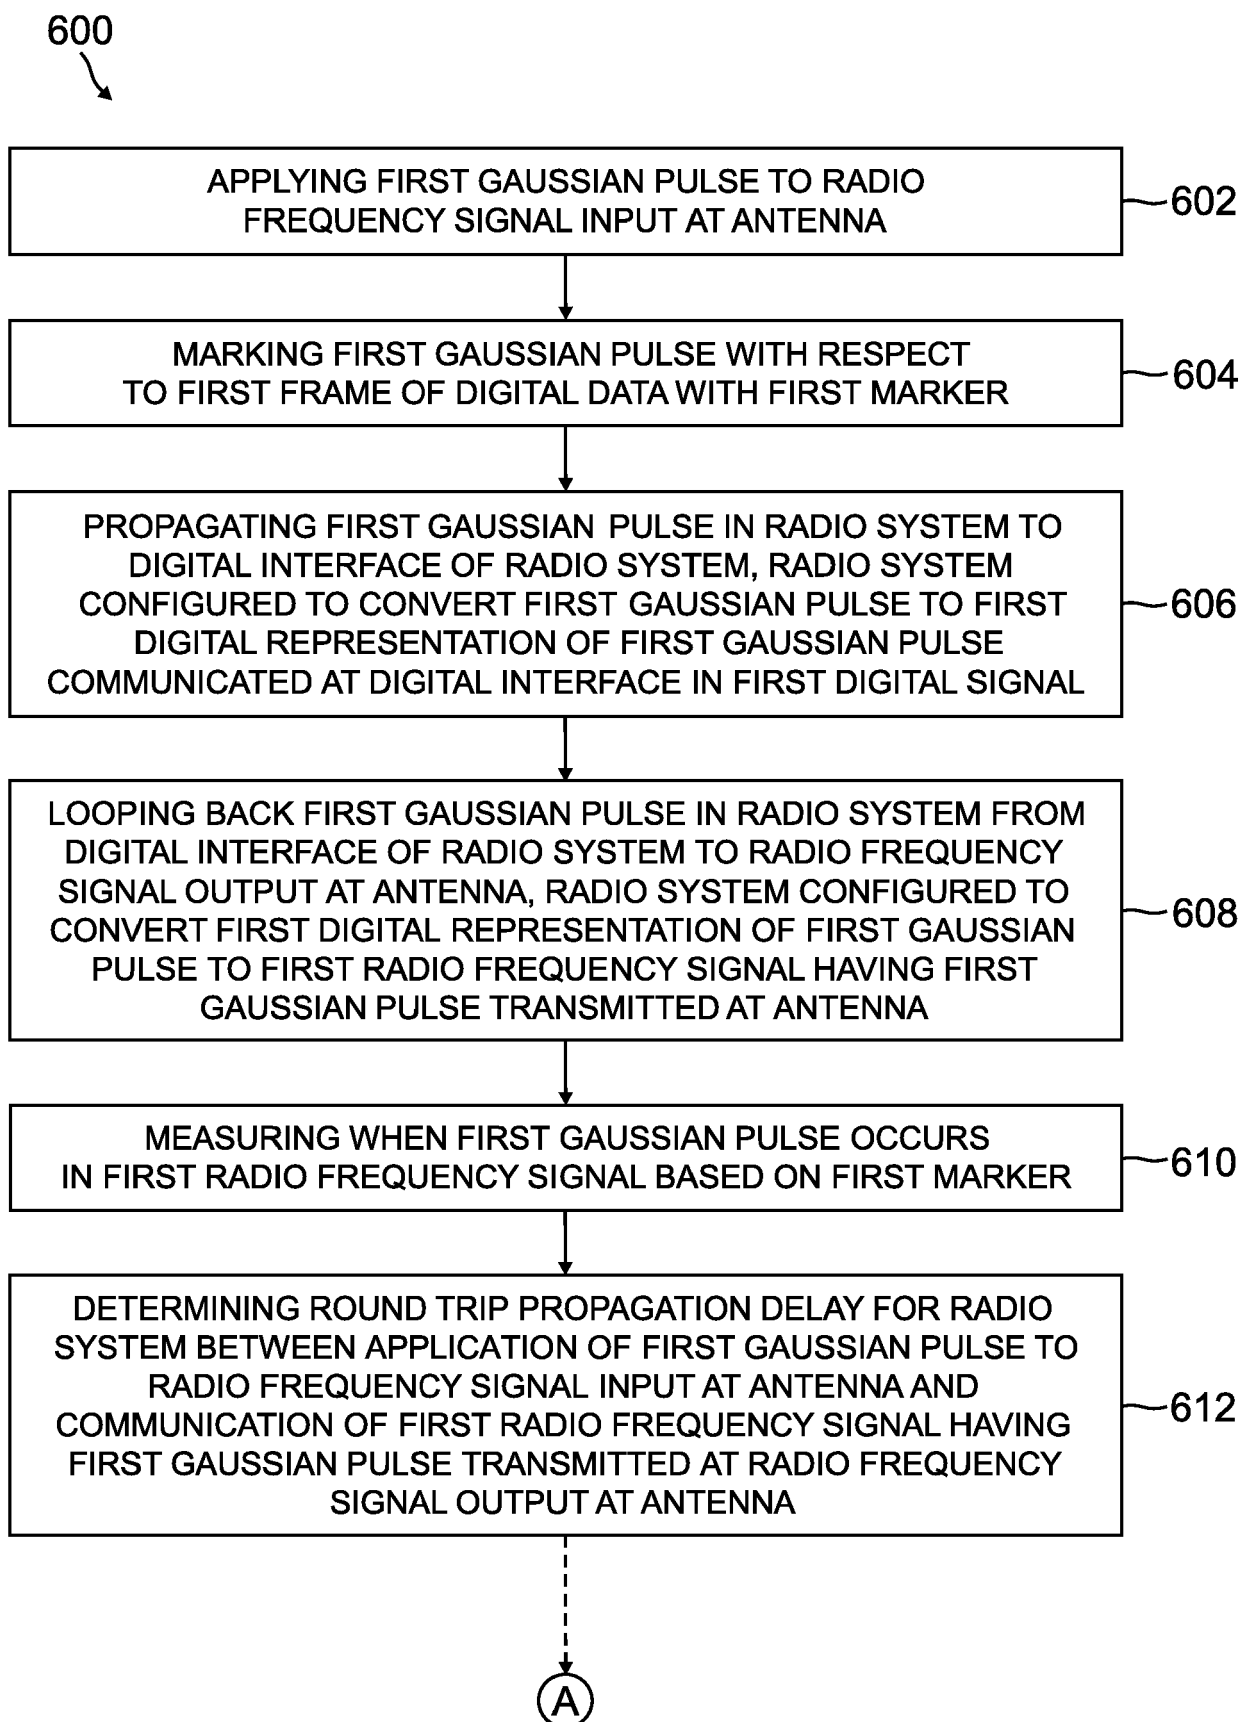 600
APPLYING FIRST GAUSSIAN PULSE TO RADIO
FREQUENCY SIGNAL INPUT AT ANTENNA
602
MARKING FIRST GAUSSIAN PULSE WITH RESPECT
TO FIRST FRAME OF DIGITAL DATA WITH FIRST MARKER
604
PROPAGATING FIRST GAUSSIAN PULSE IN RADIO SYSTEM TO
DIGITAL INTERFACE OF RADIO SYSTEM, RADIO SYSTEM
CONFIGURED TO CONVERT FIRST GAUSSIAN PULSE TO FIRST
DIGITAL REPRESENTATION OF FIRST GAUSSIAN PULSE
COMMUNICATED AT DIGITAL INTERFACE IN FIRST DIGITAL SIGNAL
606
LOOPING BACK FIRST GAUSSIAN PULSE IN RADIO SYSTEM FROM
DIGITAL INTERFACE OF RADIO SYSTEM TO RADIO FREQUENCY
SIGNAL OUTPUT AT ANTENNA, RADIO SYSTEM CONFIGURED TO
CONVERT FIRST DIGITAL REPRESENTATION OF FIRST GAUSSIAN
PULSE TO FIRST RADIO FREQUENCY SIGNAL HAVING FIRST
GAUSSIAN PULSE TRANSMITTED AT ANTENNA
608
MEASURING WHEN FIRST GAUSSIAN PULSE OCCURS
IN FIRST RADIO FREQUENCY SIGNAL BASED ON FIRST MARKER
610
DETERMINING ROUND TRIP PROPAGATION DELAY FOR RADIO
SYSTEM BETWEEN APPLICATION OF FIRST GAUSSIAN PULSE TO
RADIO FREQUENCY SIGNAL INPUT AT ANTENNA AND
COMMUNICATION OF FIRST RADIO FREQUENCY SIGNAL HAVING
FIRST GAUSSIAN PULSE TRANSMITTED AT RADIO FREQUENCY
SIGNAL OUTPUT AT ANTENNA
612
A